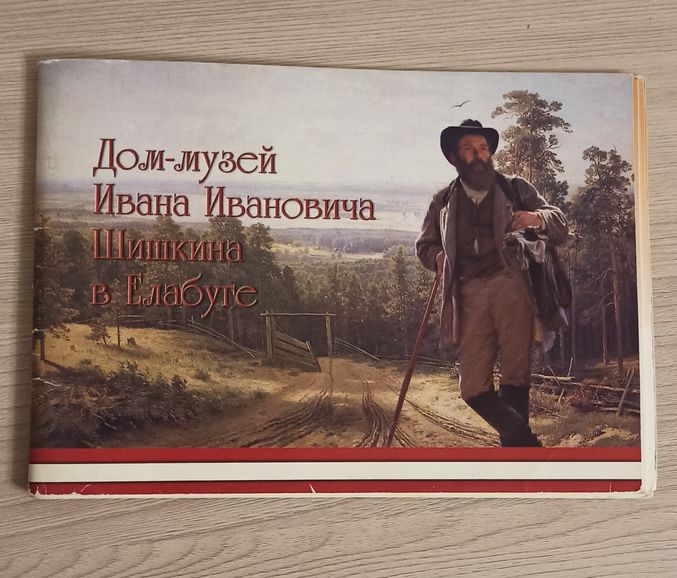 Дом-музей
Ивана Ивановича
Шишкина
в Елабуге